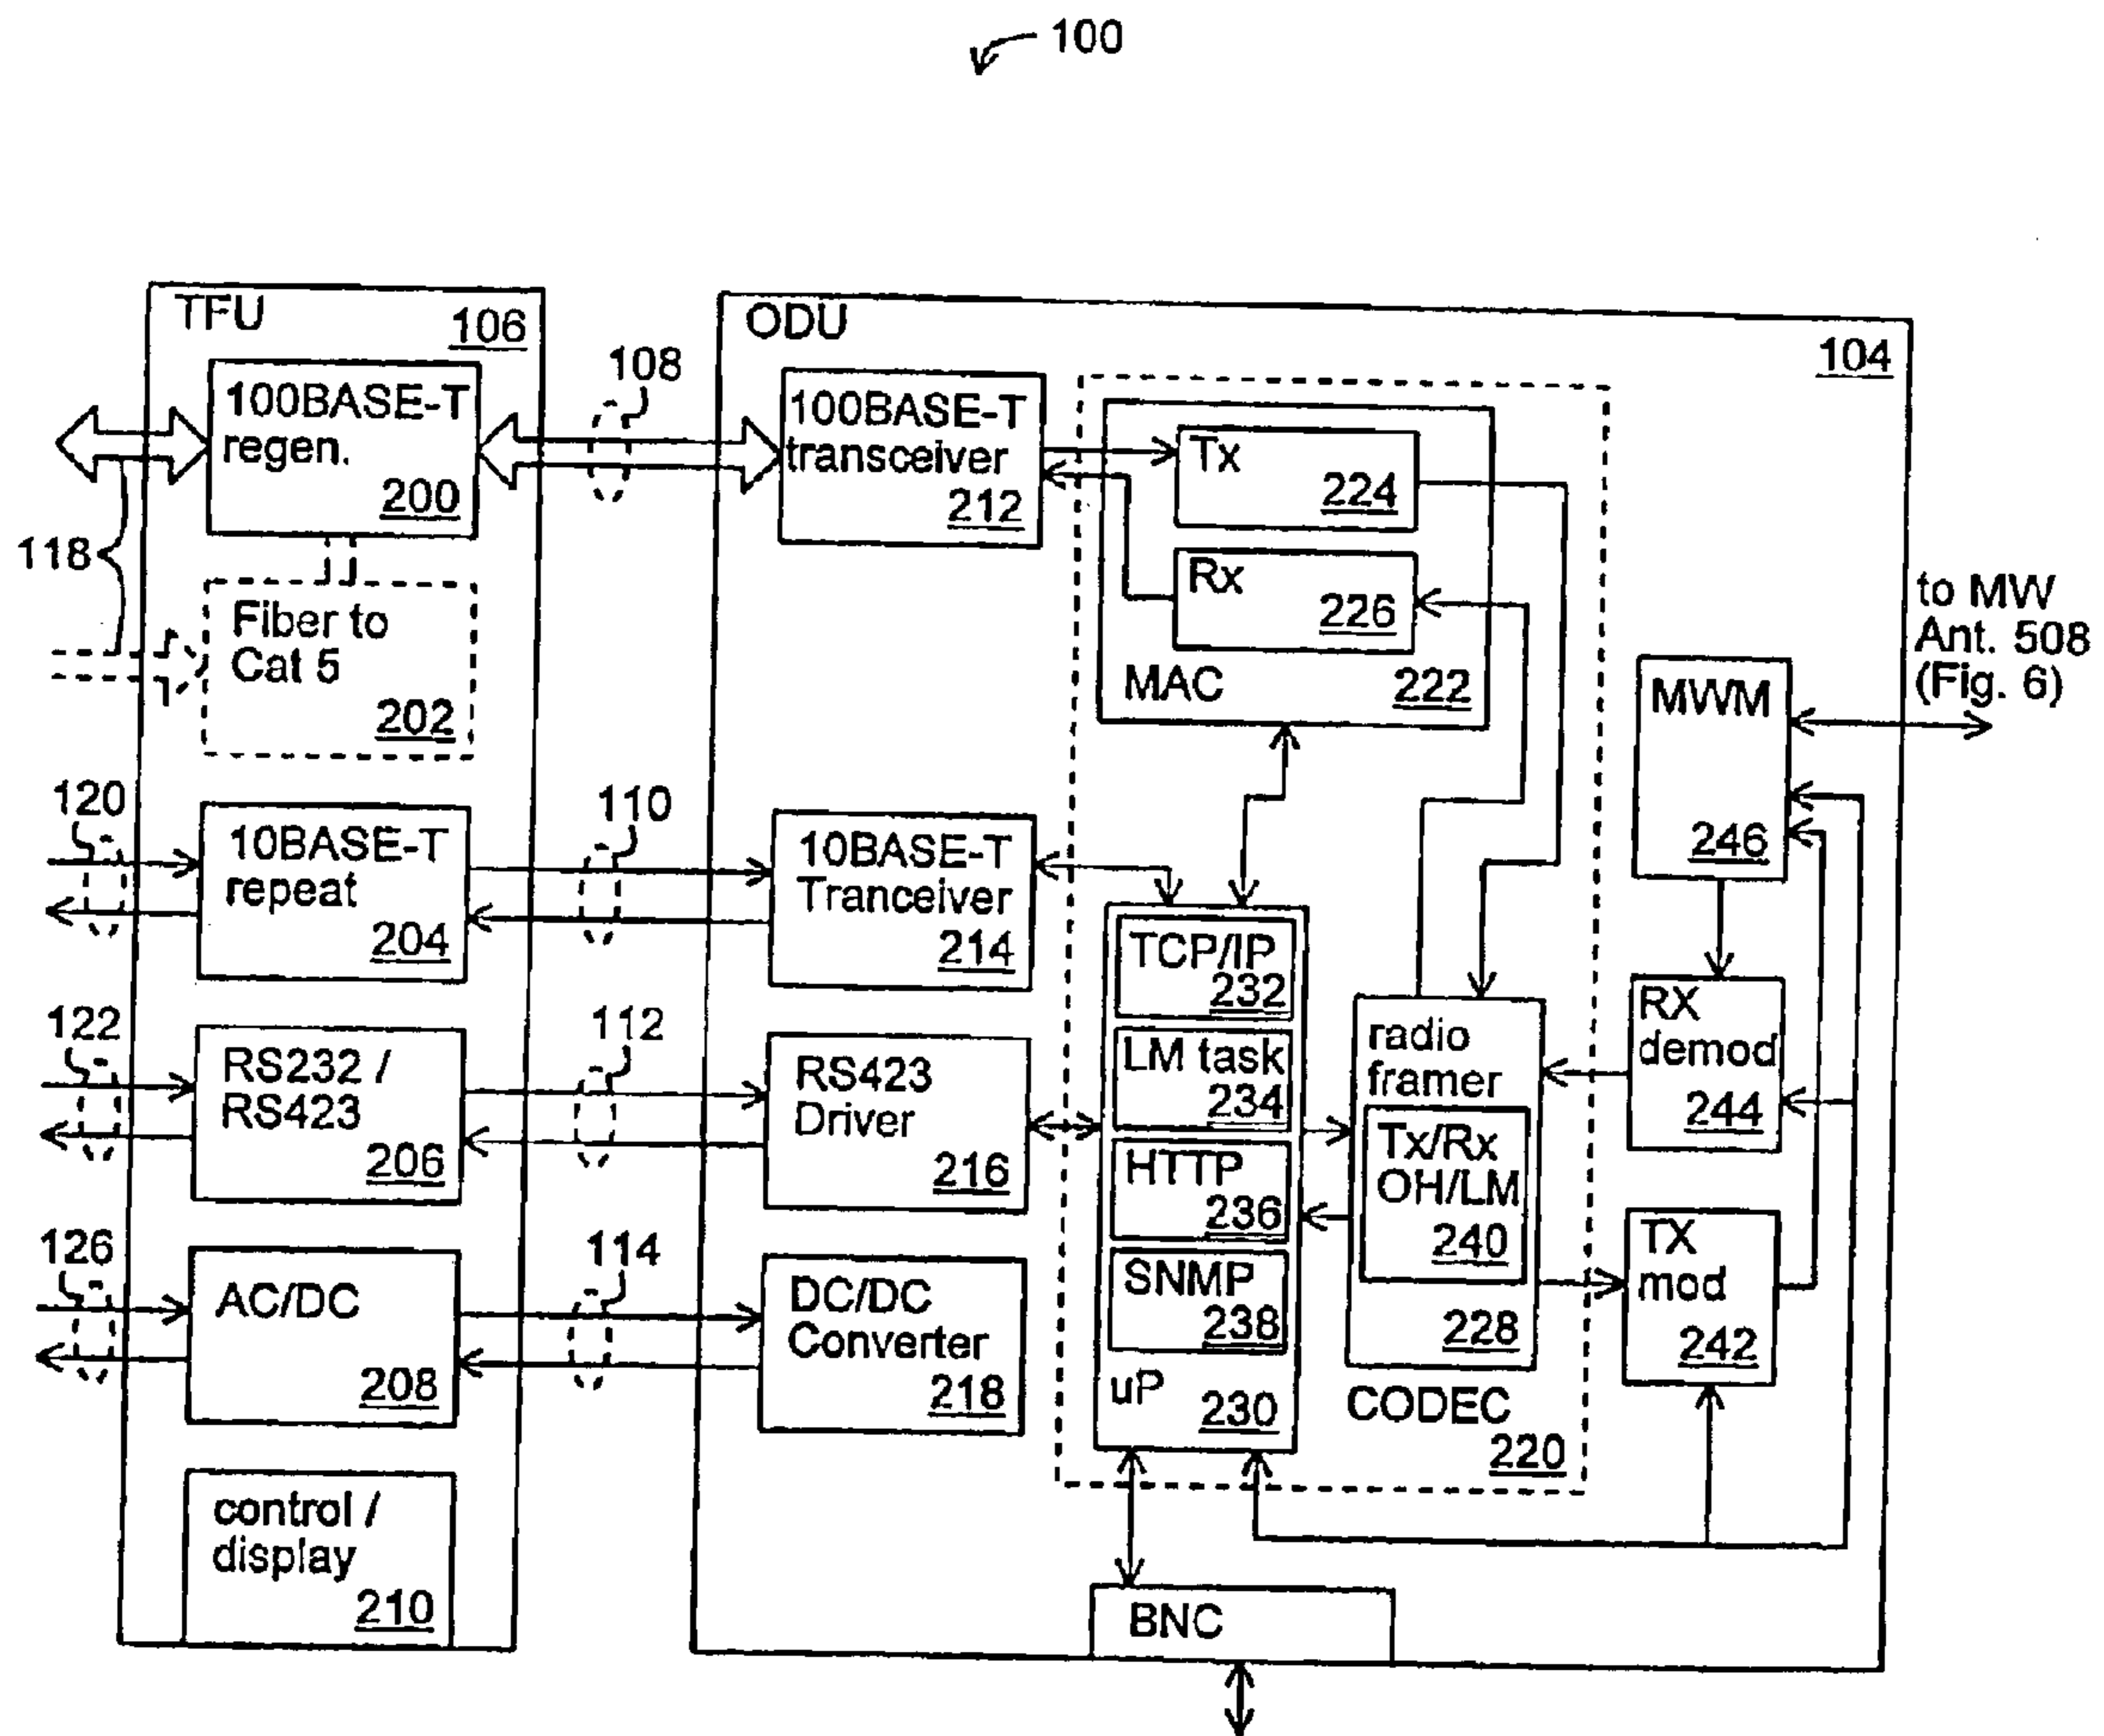 100
TFU
106
100BASE-T
regen.
200
118
Fiber to
Cat 5
202
120
10BASE-T
repeat
204
122
RS232 /
RS423
206
126
AC/DC
208
control /
display
210
108
110
112
114
ODU
104
100BASE-T
transceiver
212
10BASE-T
Tranceiver
214
RS423
Driver
216
DC/DC
Converter
218
Tx
224
Rx
226
MAC
222
TCP/IP
232
LM task
234
HTTP
236
SNMP
238
uP
230
radio
framer
Tx/Rx
OH/LM
240
228
CODEC
220
MWM
246
RX
demod
244
TX
mod
242
to MW
Ant. 508
(Fig. 6)
BNC